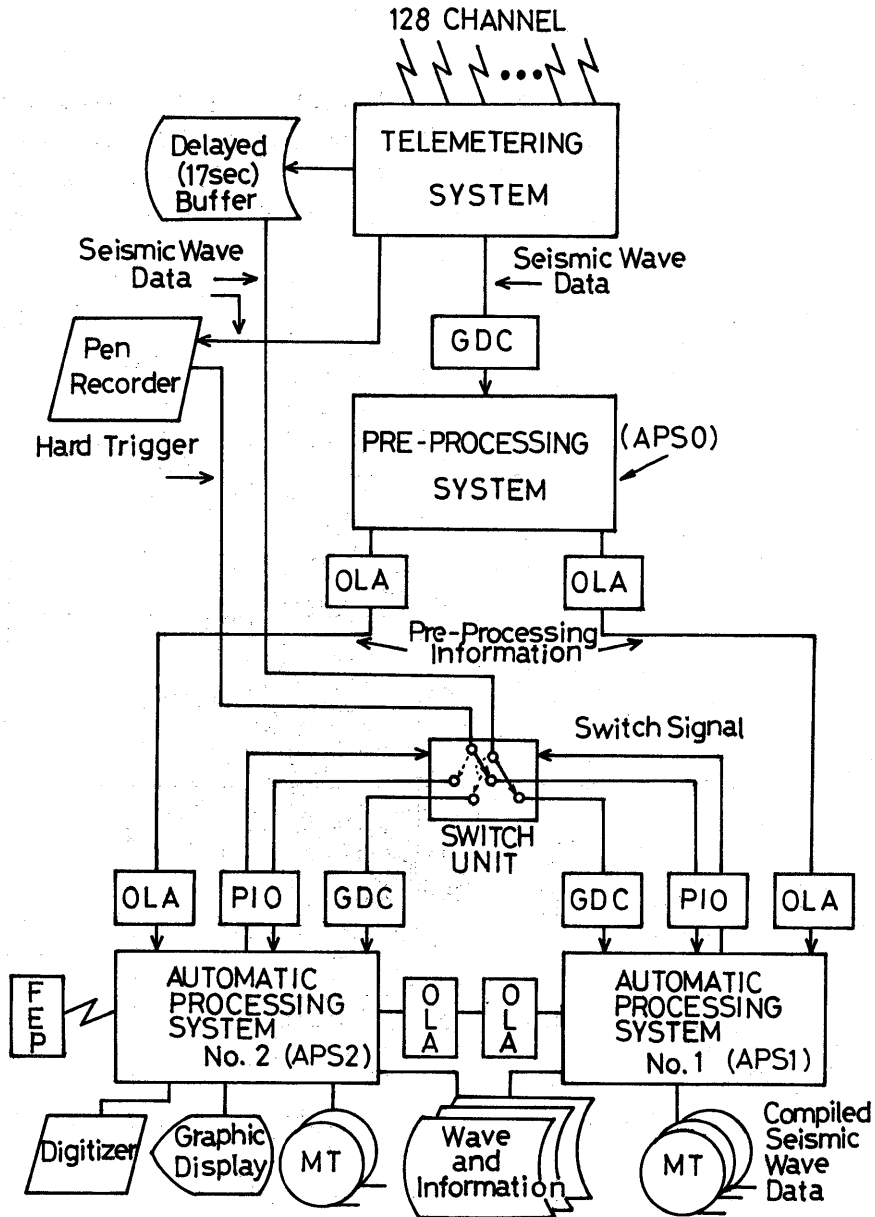 128 CHANNEL
TELEMETERING
SYSTEM
Delayed
(17sec)
Buffer
Seismic Wave
Data
Seismic Wave
Data
GDC
Pen
Recorder
Hard Trigger
PRE-PROCESSING
SYSTEM
(APS0)
OLA
OLA
Pre-Processing
Information
Switch Signal
SWITCH
UNIT
OLA
PIO
GDC
GDC
PIO
OLA
FEP
AUTOMATIC
PROCESSING
SYSTEM
No. 2 (APS2)
OLA
OLA
AUTOMATIC
PROCESSING
SYSTEM
No. 1 (APS1)
Digitizer
Graphic
Display
MT
Wave
and
Information
MT
Compiled
Seismic
Wave
Data